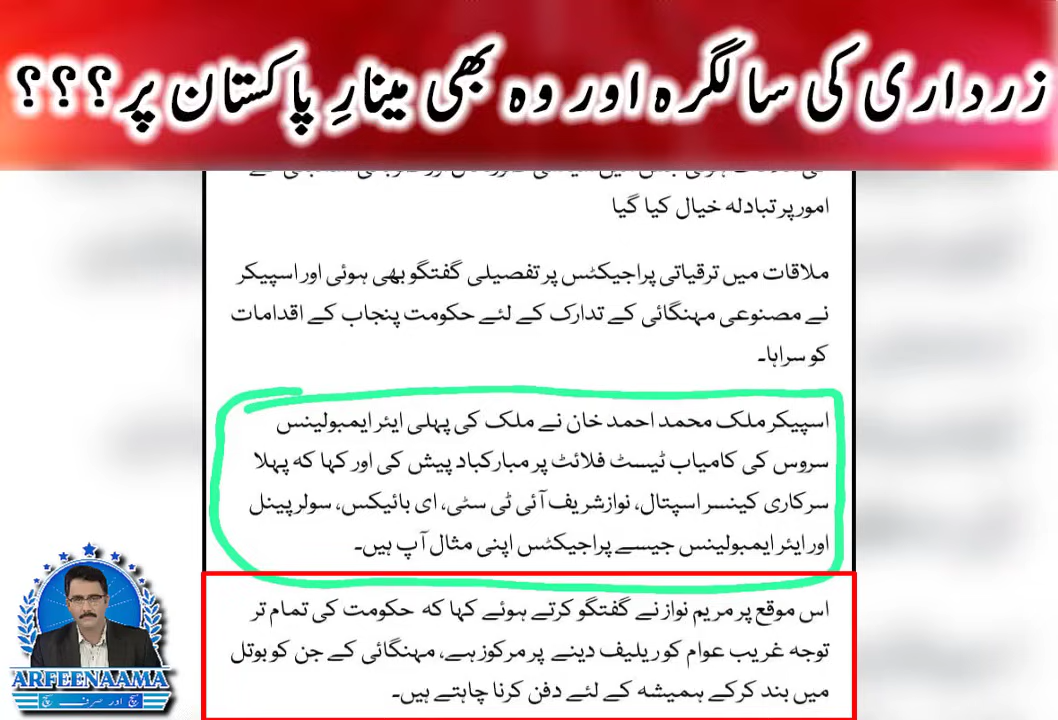 زرداری کی سالگرہ اور وہ بھی مینارِ پاکستان پر؟؟؟
امور پر تبادلہ خیال کیا گیا
ملاقات میں ترقیاتی پراجیکٹس پر تفصیلی گفتگو بھی ہوئی اور اسپیکر
نے مصنوعی مہنگائی کے تدارک کے لئے حکومت پنجاب کے اقدامات
کو سراہا۔
اسپیکر ملک محمد احمد خان نے ملک کی پہلی ایئر ایمبولینس
سروس کی کامیاب ٹیسٹ فلائٹ پر مبارکباد پیش کی اور کہا کہ پہلا
سرکاری کینسر اسپتال، نوازشریف آئی ٹی سٹی، ای بائیکس، سولر پینل
اور ایئر ایمبولینس جیسے پراجیکٹس اپنی مثال آپ ہیں۔
اس موقع پر مریم نواز نے گفتگو کرتے ہوئے کہا کہ حکومت کی تمام تر
توجہ غریب عوام کو ریلیف دینے پر مرکوز ہے، مہنگائی کے جن کو بوتل
میں بند کرکے ہمیشہ کے لئے دفن کرنا چاہتے ہیں۔
ARFEENAAMA
سچ اور صرف سچ